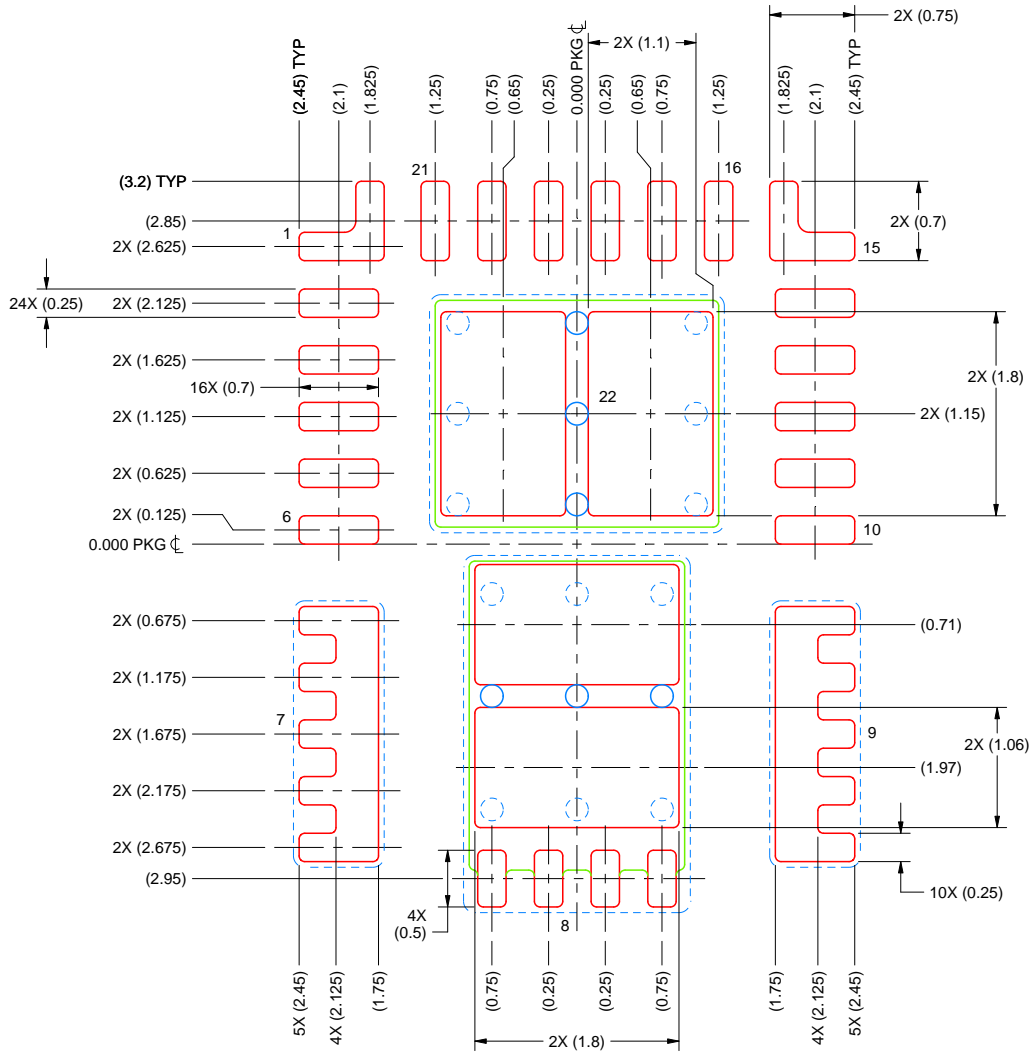 2X (0.75)
(2.45) TYP
(2.1)
(1.825)
(1.25)
(0.75)
(0.65)
(0.25)
0.000 PKG ℄
2X (1.1)
(0.25)
(0.65)
(0.75)
(1.25)
(1.825)
(2.1)
(2.45) TYP
(3.2) TYP
21
16
(2.85)
2X (0.7)
1
2X (2.625)
15
24X (0.25)
2X (2.125)
2X (1.625)
2X (1.8)
16X (0.7)
22
2X (1.125)
2X (1.15)
2X (0.625)
2X (0.125)
6
10
0.000 PKG ℄
2X (0.675)
(0.71)
2X (1.175)
7
2X (1.675)
9
2X (1.06)
(1.97)
2X (2.175)
2X (2.675)
(2.95)
10X (0.25)
4X
(0.5)
8
5X (2.45)
4X (2.125)
(1.75)
(0.75)
(0.25)
(0.25)
(0.75)
(1.75)
4X (2.125)
5X (2.45)
2X (1.8)